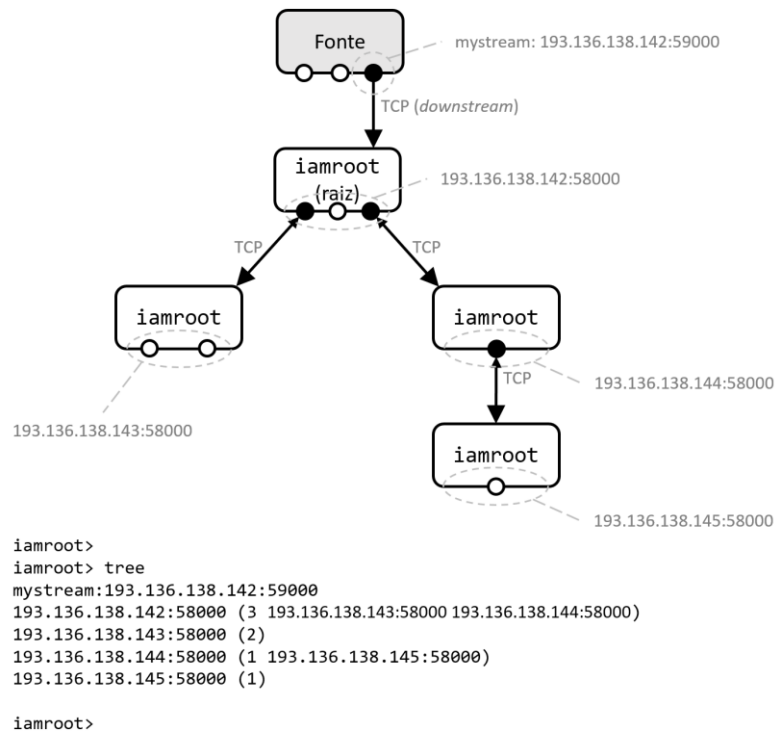 Fonte
mystream: 193.136.138.142:59000
TCP (downstream)
iamroot
(raiz)
193.136.138.142:58000
TCP
TCP
iamroot
iamroot
TCP
193.136.138.144:58000
193.136.138.143:58000
iamroot
193.136.138.145:58000
iamroot>
iamroot> tree
mystream:193.136.138.142:59000
193.136.138.142:58000 (3 193.136.138.143:58000 193.136.138.144:58000)
193.136.138.143:58000 (2)
193.136.138.144:58000 (1 193.136.138.145:58000)
193.136.138.145:58000 (1)
iamroot>